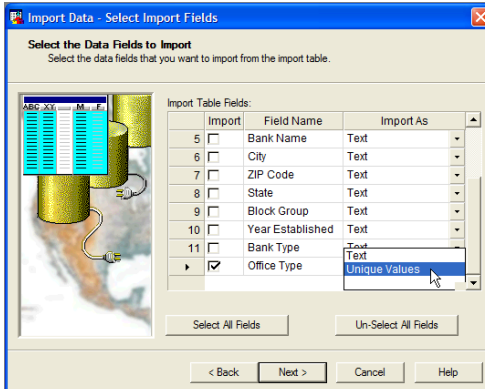 Import Data - Select Import Fields
Select the Data Fields to Import
Select the data fields that you want to import from the import table.
ABC XY M F
Import Table Fields:
Import Field Name Import As
5 Bank Name Text
6 City Text
7 ZIP Code Text
8 State Text
9 Block Group Text
10 Year Established Text
11 Bank Type Text
Text
Office Type Unique Values
Select All Fields Un-Select All Fields
< Back Next > Cancel Help